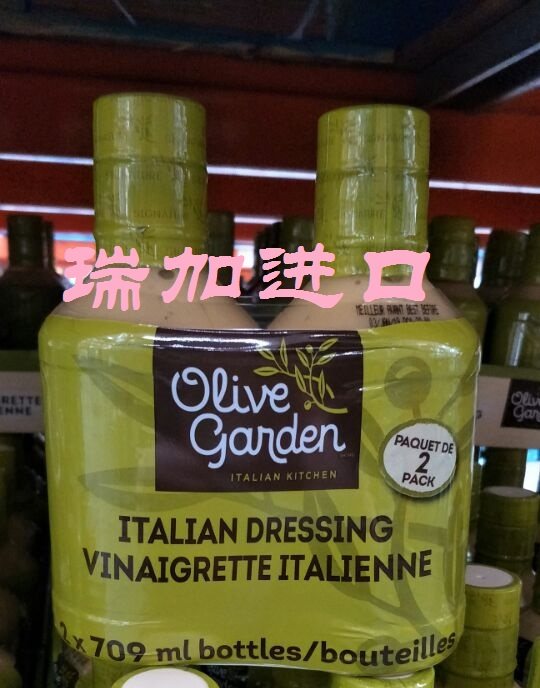 瑞加进口
MEILLEUR AVANT BEST BEFORE
Olive
Garden
ITALIAN KITCHEN
PAQUET DE
2
PACK
ITALIAN DRESSING
VINAIGRETTE ITALIENNE
2 x 709 ml bottles/bouteilles
Olive